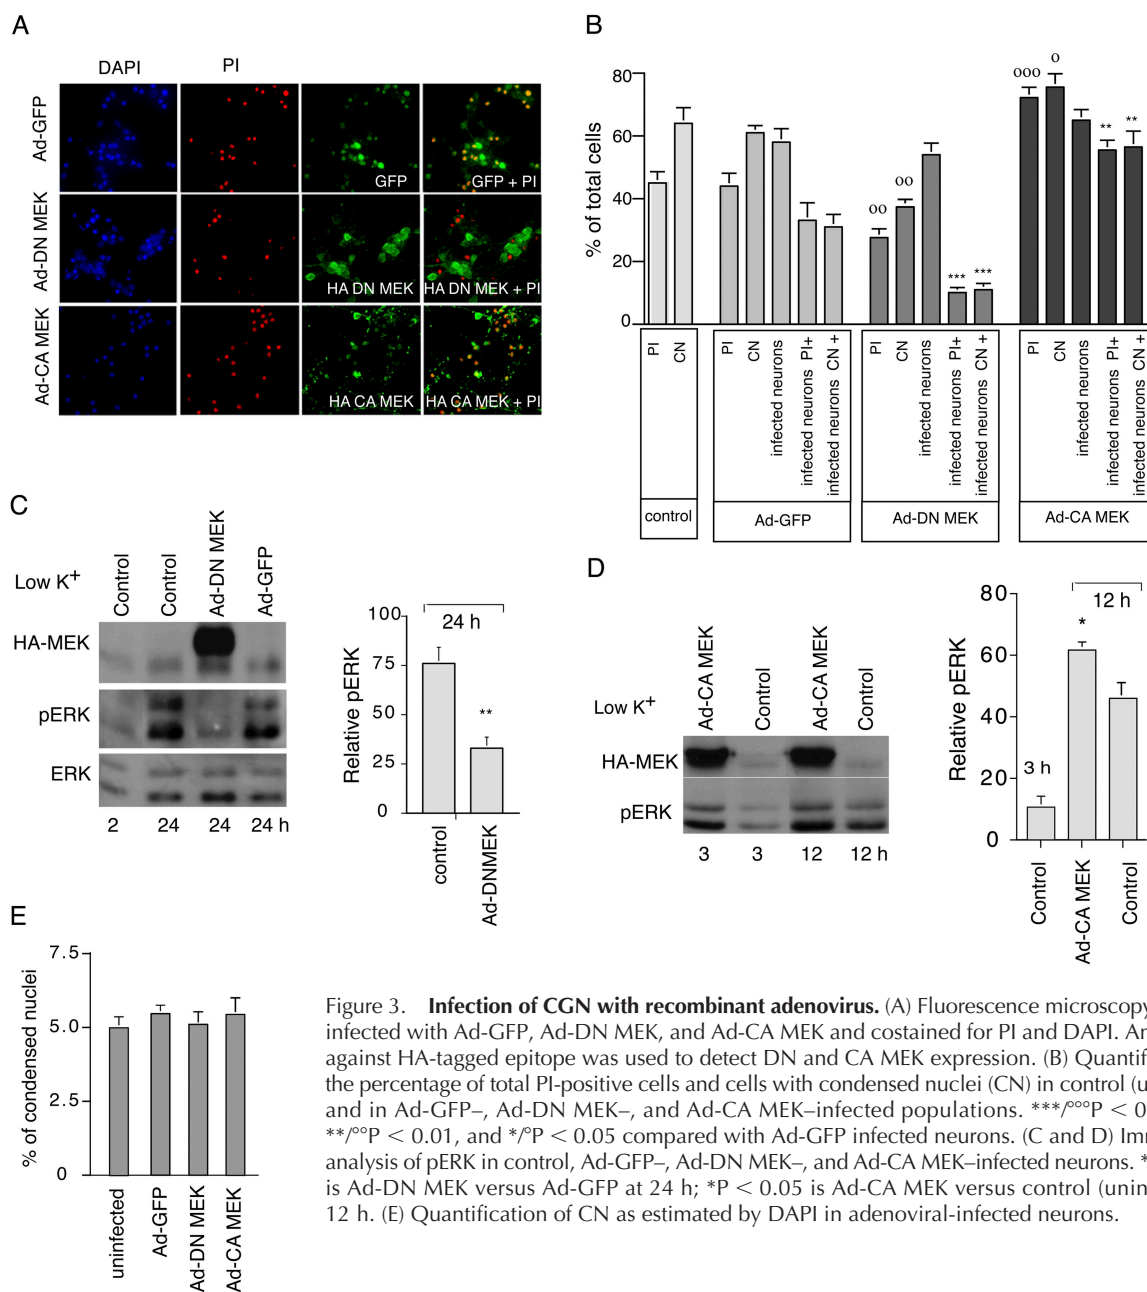 A
DAPI
PI
Ad-GFP
GFP
GFP + PI
Ad-DN MEK
HA DN MEK
HA DN MEK + PI
Ad-CA MEK
HA CA MEK
HA CA MEK + PI
B
% of total cells
80
60
40
20
0
ooo
o
oo
oo
***
***
**
**
PI
CN
PI
CN
infected neurons
infected neurons PI+
infected neurons CN +
PI
CN
infected neurons
infected neurons PI+
infected neurons CN +
PI
CN
infected neurons
infected neurons PI+
infected neurons CN +
control
Ad-GFP
Ad-DN MEK
Ad-CA MEK
C
Low K+
Control
Control
Ad-DN MEK
Ad-GFP
HA-MEK
pERK
ERK
2 24 24 24 h
Relative pERK
100
75
50
25
0
24 h
**
control
Ad-DNMEK
D
Low K+
Ad-CA MEK
Control
Ad-CA MEK
Control
HA-MEK
pERK
3 3 12 12 h
Relative pERK
80
60
40
20
0
12 h
*
3 h
Control
Ad-CA MEK
Control
E
% of condensed nuclei
7.5
5.0
2.5
0
uninfected
Ad-GFP
Ad-DN MEK
Ad-CA MEK
Figure 3. Infection of CGN with recombinant adenovirus. (A) Fluorescence microscopy
infected with Ad-GFP, Ad-DN MEK, and Ad-CA MEK and costained for PI and DAPI. An
against HA-tagged epitope was used to detect DN and CA MEK expression. (B) Quantif
the percentage of total PI-positive cells and cells with condensed nuclei (CN) in control (u
and in Ad-GFP–, Ad-DN MEK–, and Ad-CA MEK–infected populations. ***/°°°P < 0.
**/°°P < 0.01, and */°P < 0.05 compared with Ad-GFP infected neurons. (C and D) Im
analysis of pERK in control, Ad-GFP–, Ad-DN MEK–, and Ad-CA MEK–infected neurons. *
is Ad-DN MEK versus Ad-GFP at 24 h; *P < 0.05 is Ad-CA MEK versus control (unin
12 h. (E) Quantification of CN as estimated by DAPI in adenoviral-infected neurons.